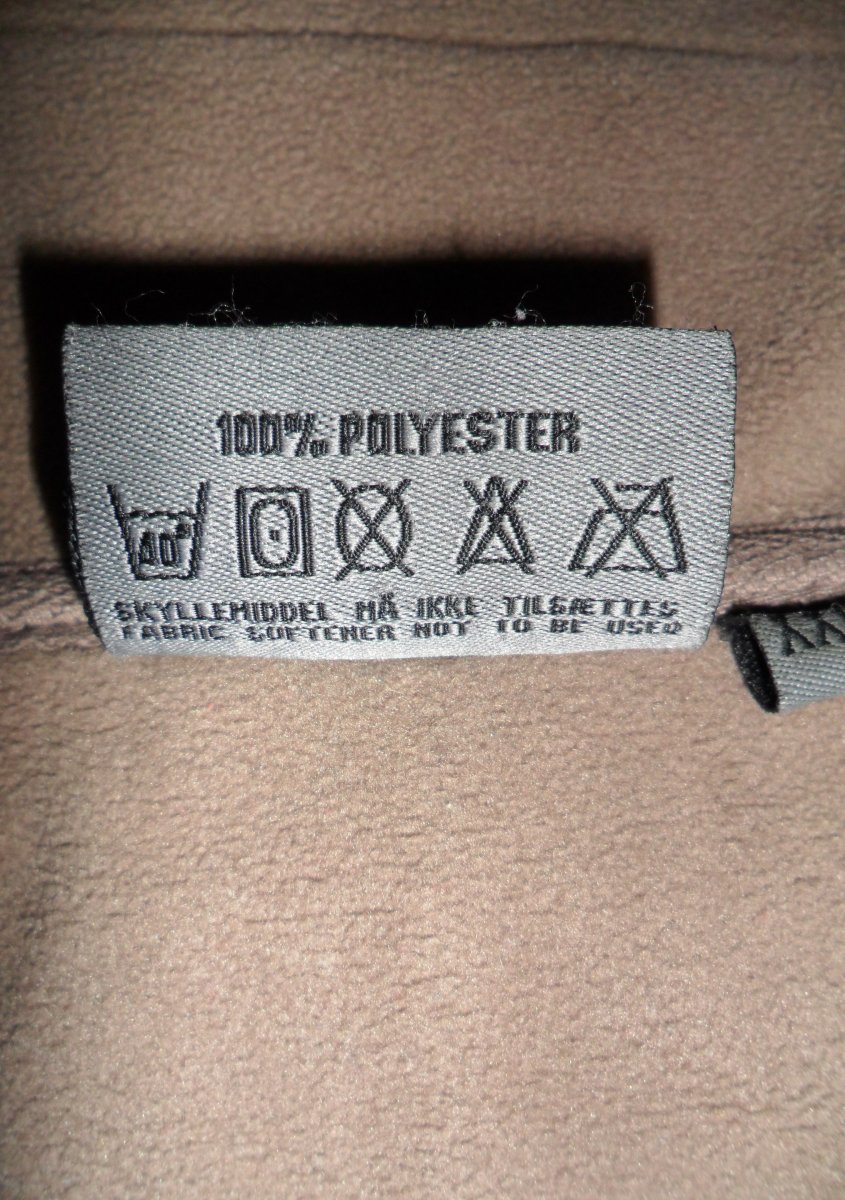 100% POLYESTER
40°
SKYLLEMIDDEL MÅ IKKE TILSÆTTES
FABRIC SOFTENER NOT TO BE USED